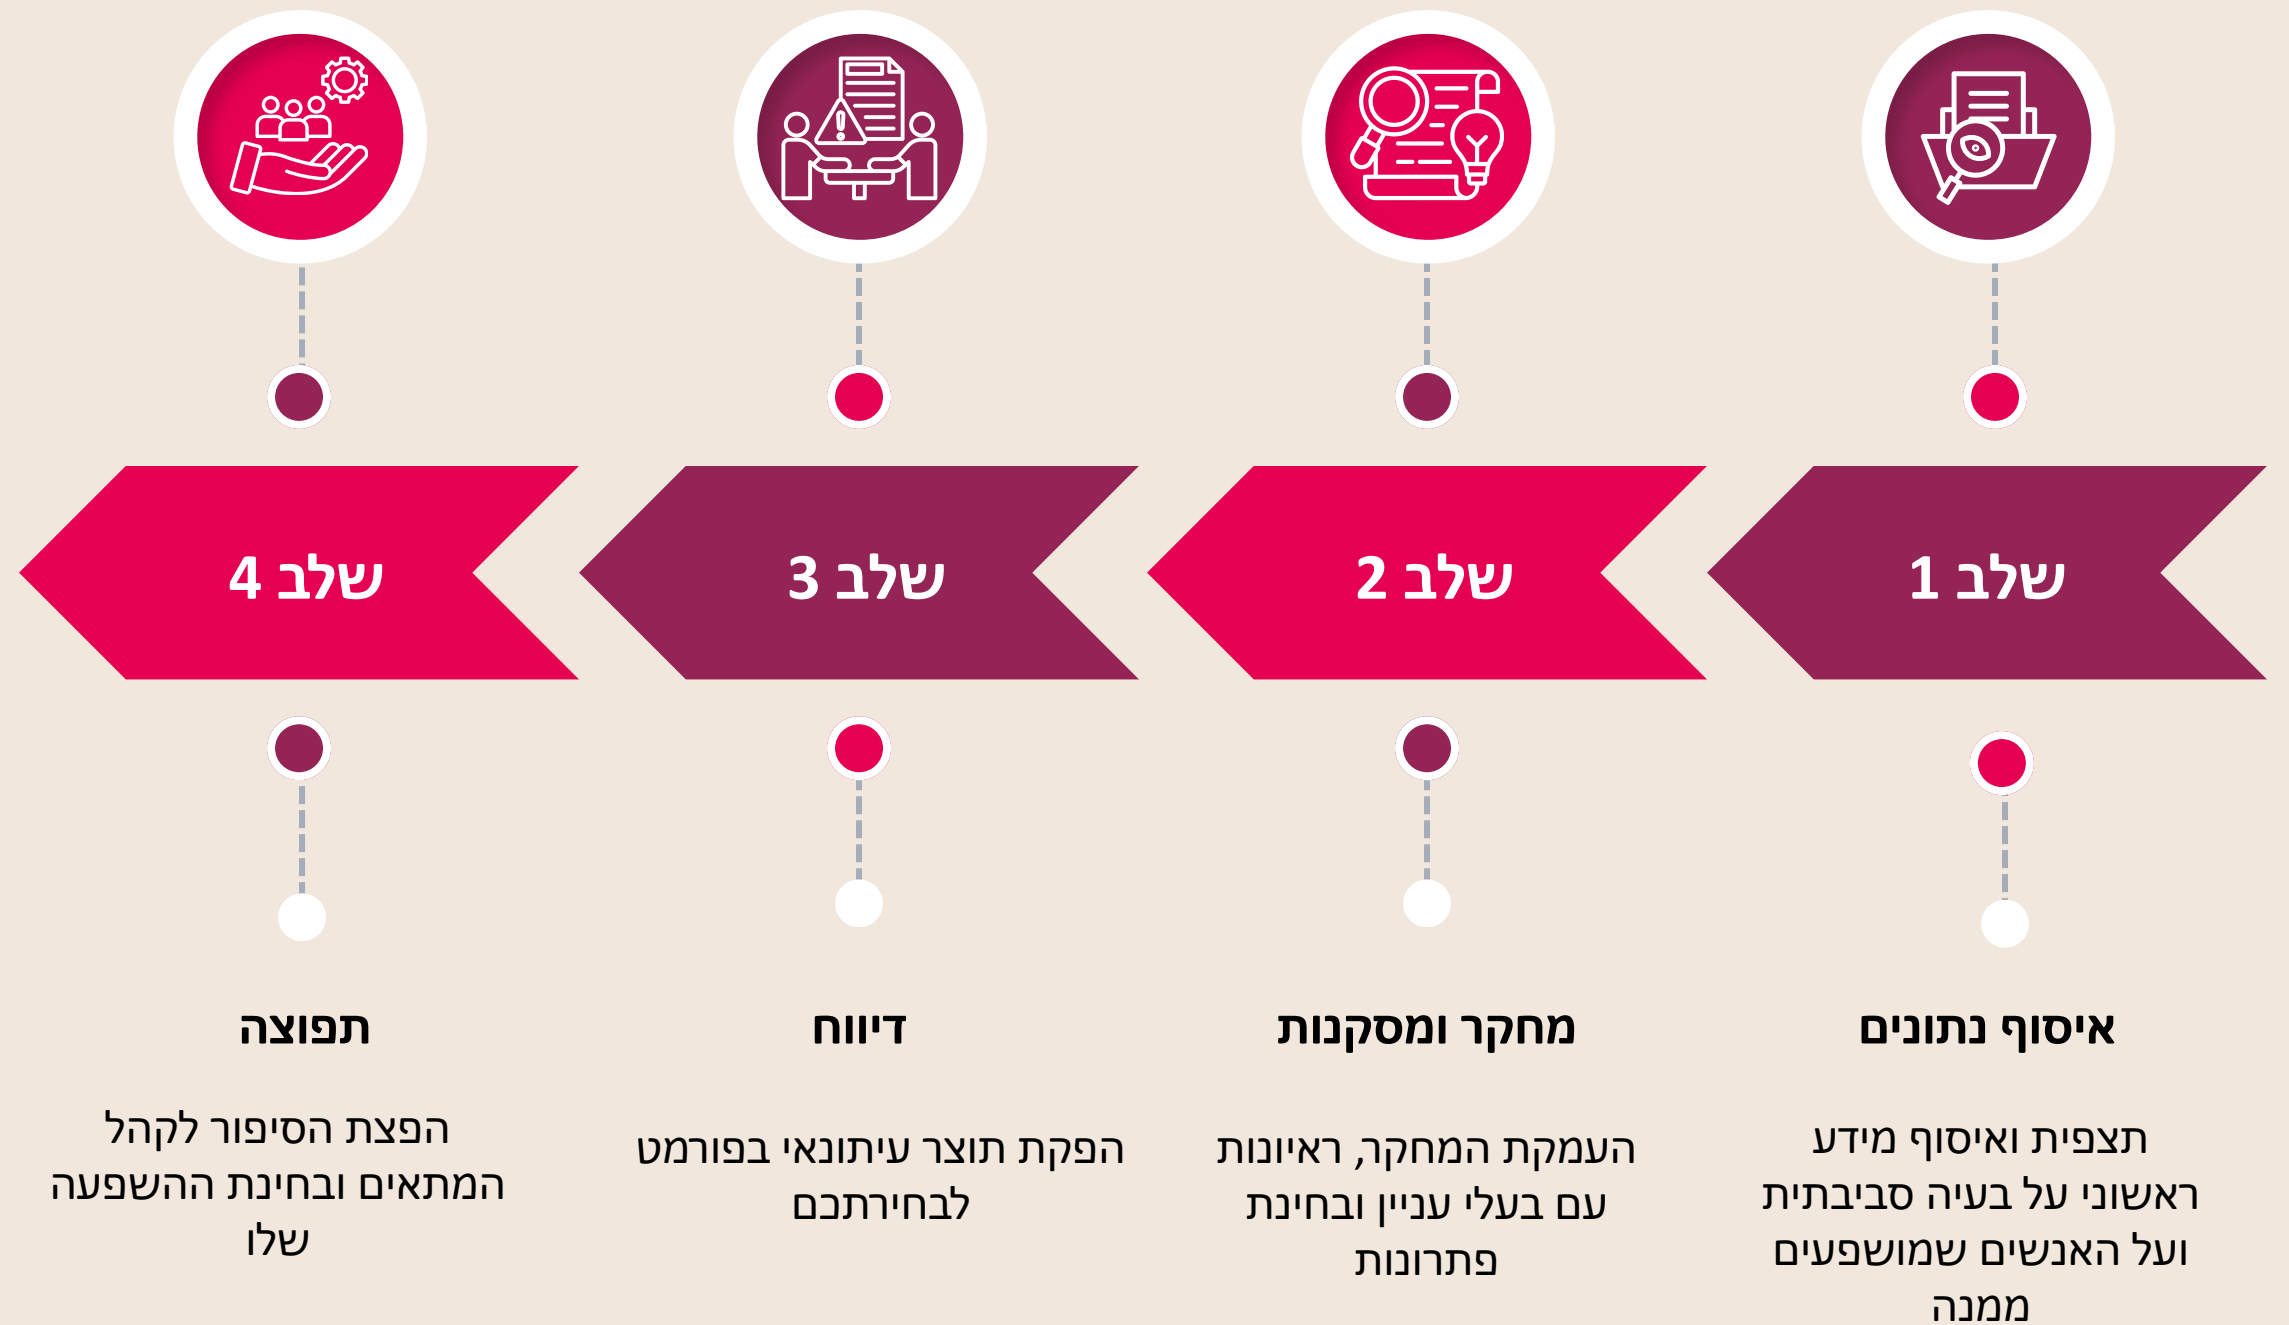 שלב 1
שלב 2
שלב 3
שלב 4
איסוף נתונים
תצפית ואיסוף מידע
ראשוני על בעיה סביבתית
ועל האנשים שמושפעים
ממנה
מחקר ומסקנות
העמקת המחקר, ראיונות
עם בעלי עניין ובחינת
פתרונות
דיווח
הפקת תוצר עיתונאי בפורמט
לבחירתכם
תפוצה
הפצת הסיפור לקהל
המתאים ובחינת ההשפעה
שלו